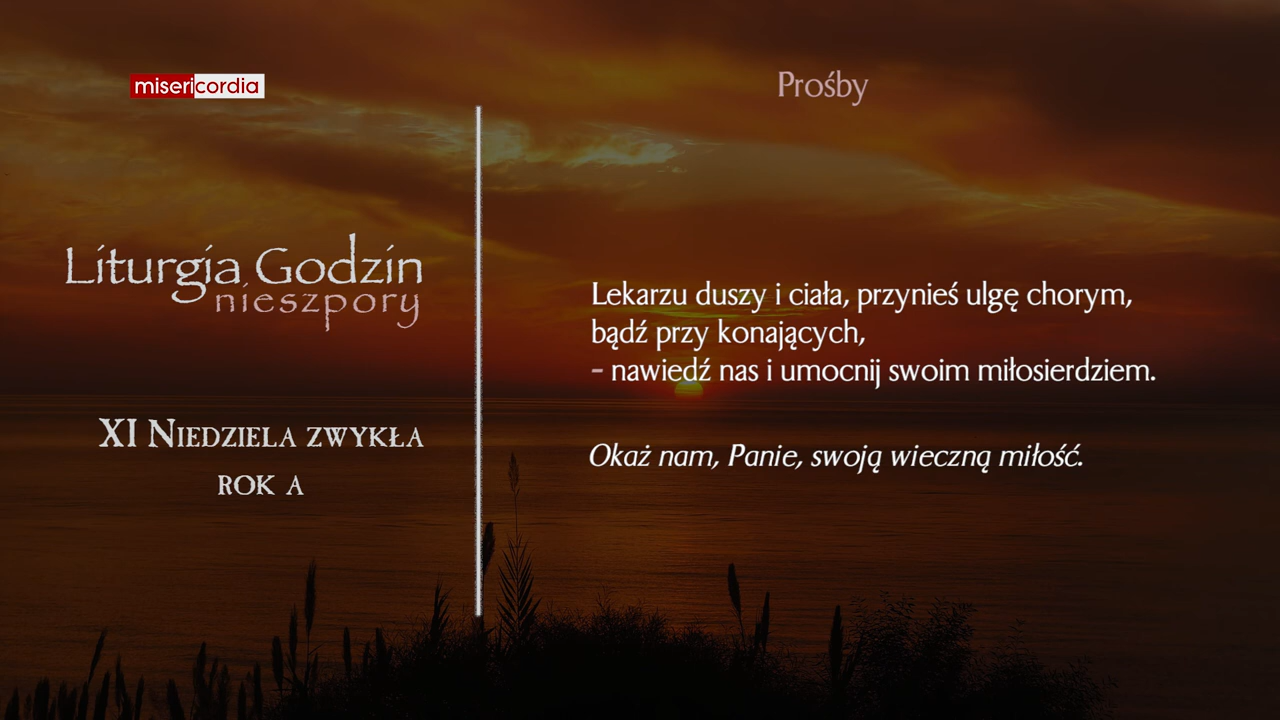 misericordia
Liturgia Godzin
nieszpory
XI Niedziela zwykła
rok A
Prośby
Lekarzu duszy i ciała, przynieś ulgę chorym,
bądź przy konających,
- nawiedź nas i umocnij swoim miłosierdziem.
Okaż nam, Panie, swoją wieczną miłość.